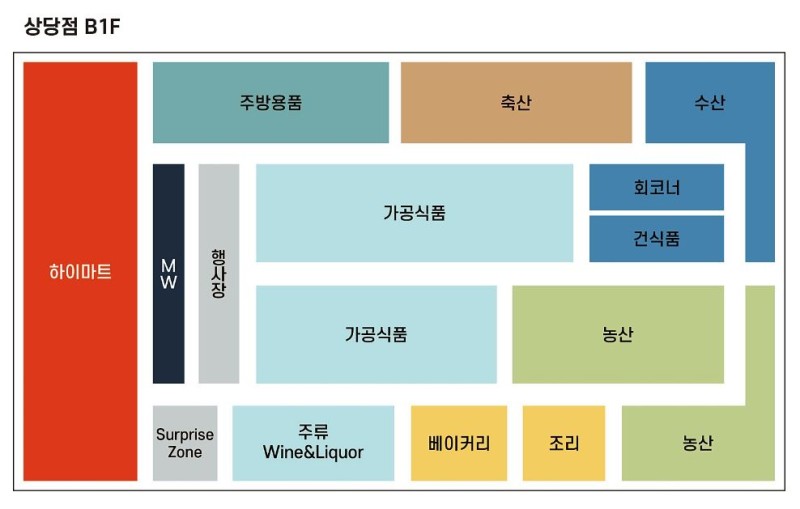 상당점 B1F
주방용품
축산
수산
하이마트
M
W
행
사
장
가공식품
회코너
건식품
가공식품
농산
Surprise
Zone
주류
Wine&Liquor
베이커리
조리
농산